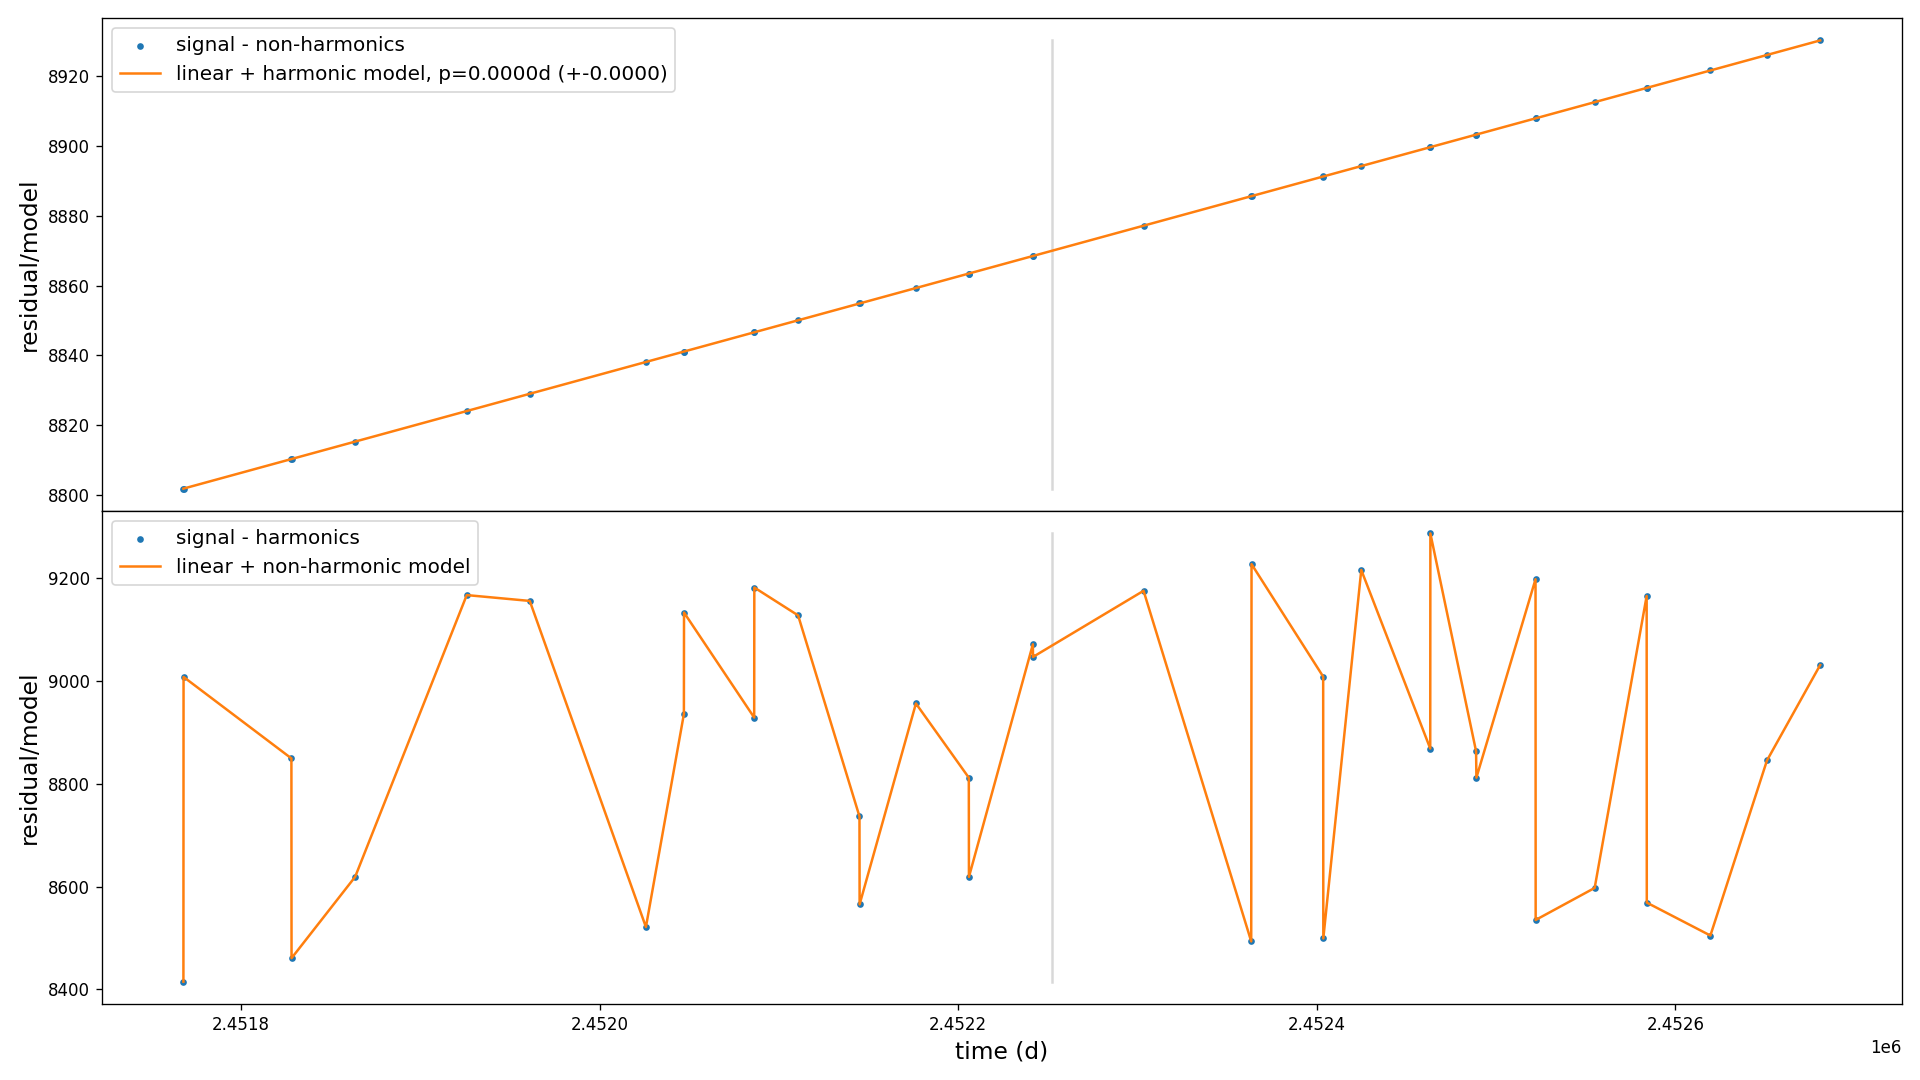 signal - non-harmonics
linear + harmonic model, p=0.0000d (+-0.0000)
8920
8900
8880
8860
8840
8820
8800
residual/model
signal - harmonics
linear + non-harmonic model
9200
9000
8800
8600
8400
residual/model
2.4518 2.4520 2.4522 2.4524 2.4526
time (d)
1e6